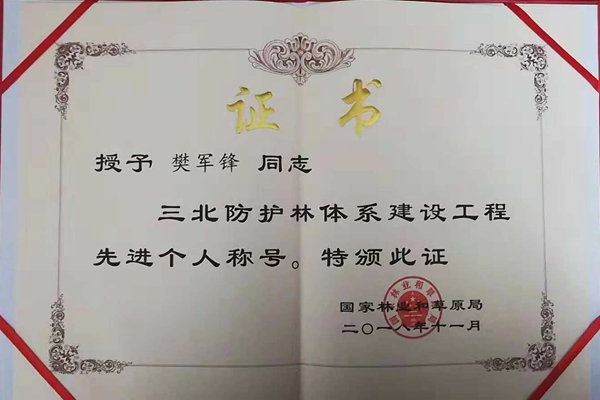 证书
授予 樊军锋 同志
三北防护林体系建设工程
先进个人称号。特颁此证
国家林业和草原局
二〇一八年十一月